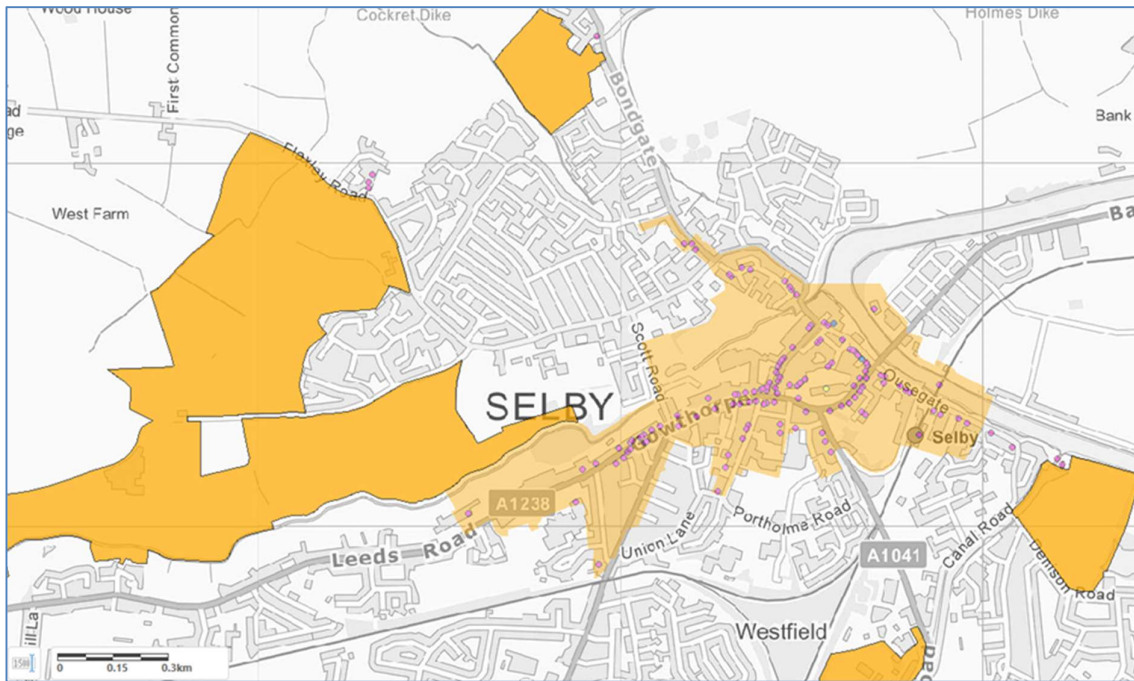 Wood House
Cockret Dike
Holmes Dike
First Common
Bondgate
Bank
Flaxley Road
West Farm
Ba
Scott Road
SELBY
Ousegate
Gowthorpe
Selby
A1238
Leeds Road
Portholme Road
Union Lane
A1041
Canal Road
Denison Road
Westfield
0 0.15 0.3km